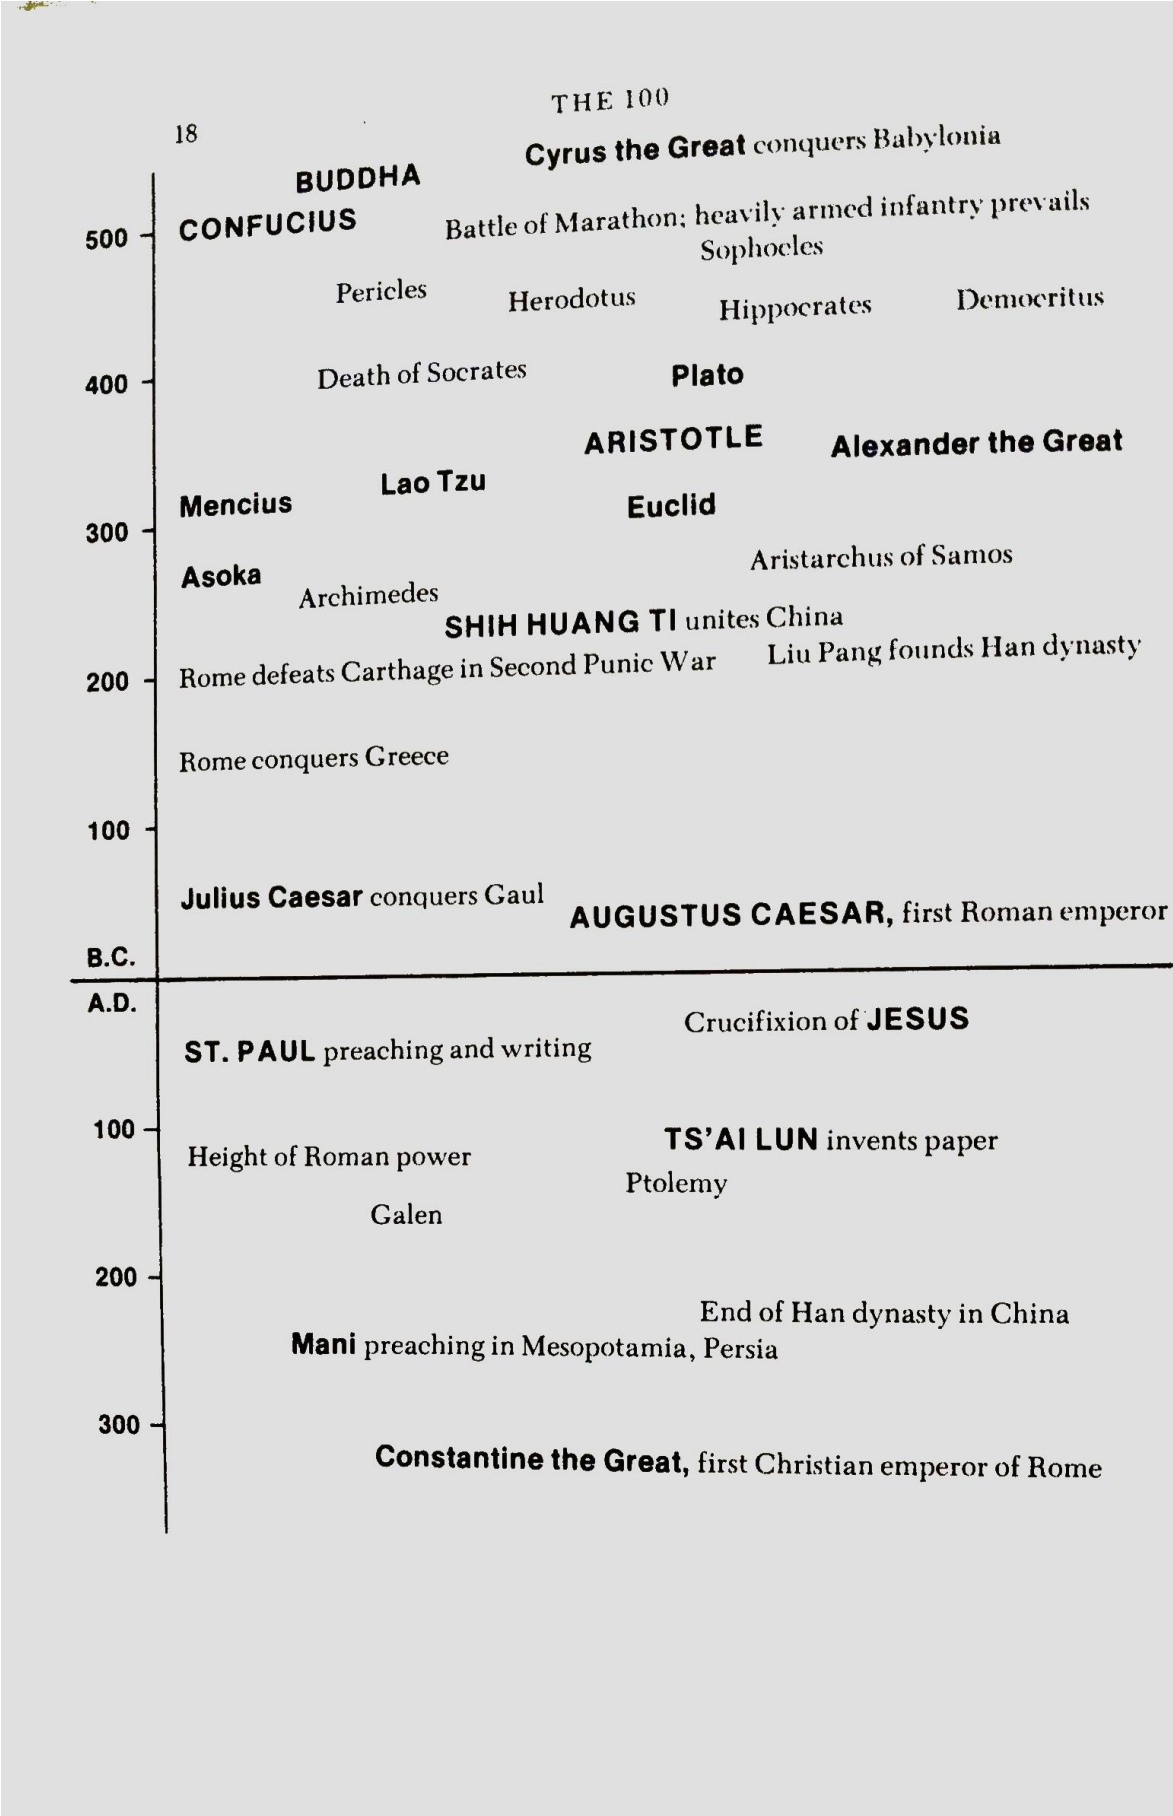 THE 100
18
Cyrus the Great conquers Babylonia
BUDDHA
CONFUCIUS
Battle of Marathon; heavily armed infantry prevails
500
Sophocles
Pericles
Herodotus
Hippocrates
Democritus
400
Death of Socrates
Plato
ARISTOTLE
Alexander the Great
Lao Tzu
Mencius
Euclid
300
Aristarchus of Samos
Asoka
Archimedes
SHIH HUANG TI unites China
Rome defeats Carthage in Second Punic War
Liu Pang founds Han dynasty
200
Rome conquers Greece
100
Julius Caesar conquers Gaul
AUGUSTUS CAESAR, first Roman emperor
B.C.
A.D.
Crucifixion of JESUS
ST. PAUL preaching and writing
100
TS'AI LUN invents paper
Height of Roman power
Ptolemy
Galen
200
End of Han dynasty in China
Mani preaching in Mesopotamia, Persia
300
Constantine the Great, first Christian emperor of Rome